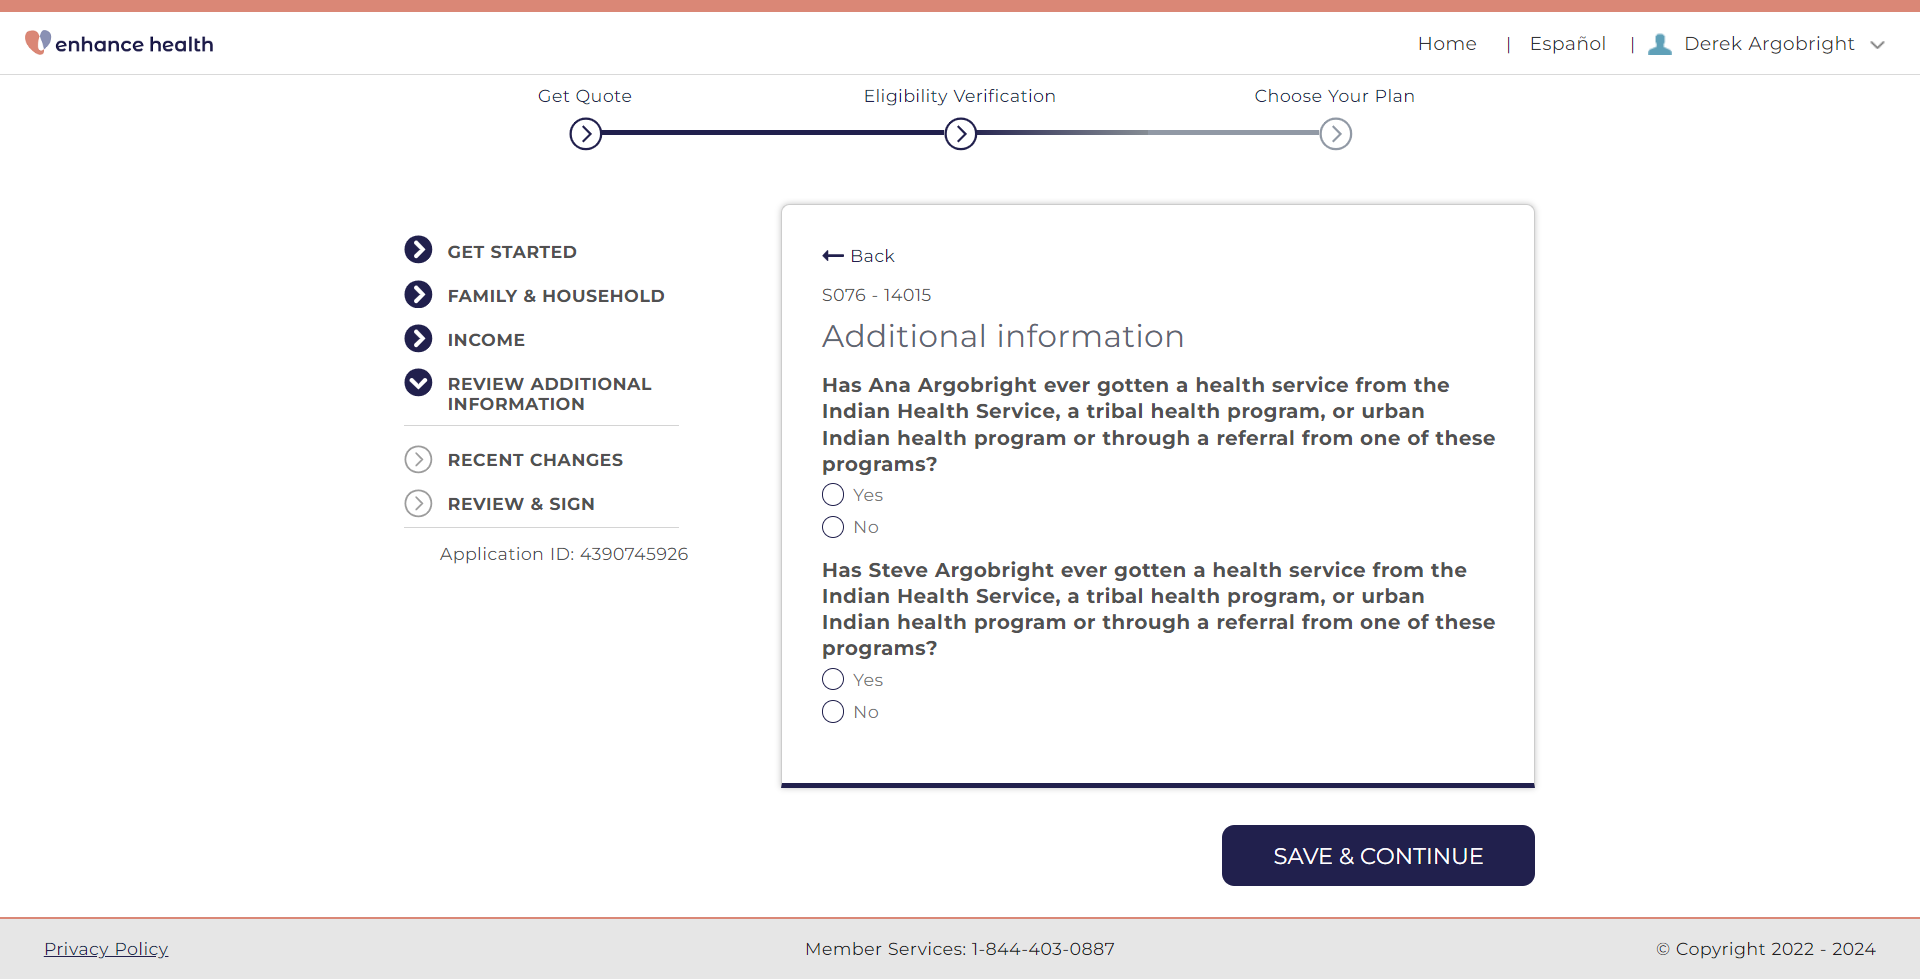 enhance health
Home | Español | Derek Argobright
Get Quote
Eligibility Verification
Choose Your Plan
GET STARTED
FAMILY & HOUSEHOLD
INCOME
REVIEW ADDITIONAL
INFORMATION
RECENT CHANGES
REVIEW & SIGN
Application ID: 4390745926
Back
S076 - 14015
Additional information
Has Ana Argobright ever gotten a health service from the
Indian Health Service, a tribal health program, or urban
Indian health program or through a referral from one of these
programs?
Yes
No
Has Steve Argobright ever gotten a health service from the
Indian Health Service, a tribal health program, or urban
Indian health program or through a referral from one of these
programs?
Yes
No
SAVE & CONTINUE
Privacy Policy
Member Services: 1-844-403-0887
© Copyright 2022 - 2024